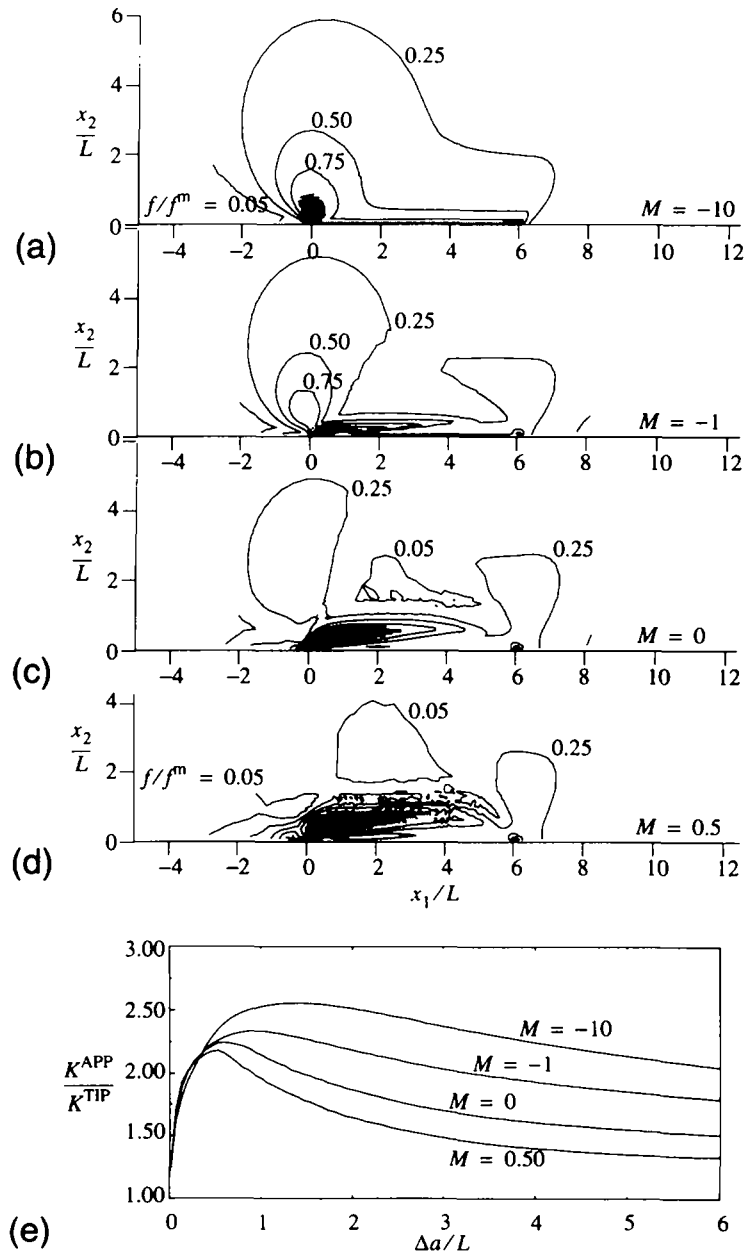 6
4
x₂/L
2
0
0.25
0.50
0.75
f/fᵐ = 0.05
M = −10
(a)
−4 −2 0 2 4 6 8 10 12
4
x₂/L
2
0
0.25
0.50
0.75
M = −1
(b)
−4 −2 0 2 4 6 8 10 12
4
x₂/L
2
0
0.25
0.05
0.25
M = 0
(c)
−4 −2 0 2 4 6 8 10 12
4
x₂/L
2
0
0.05
0.25
f/fᵐ = 0.05
M = 0.5
(d)
−4 −2 0 2 4 6 8 10 12
x₁/L
3.00
2.50
K^APP/K^TIP
2.00
1.50
1.00
M = −10
M = −1
M = 0
M = 0.50
(e)
0 1 2 3 4 5 6
Δa/L